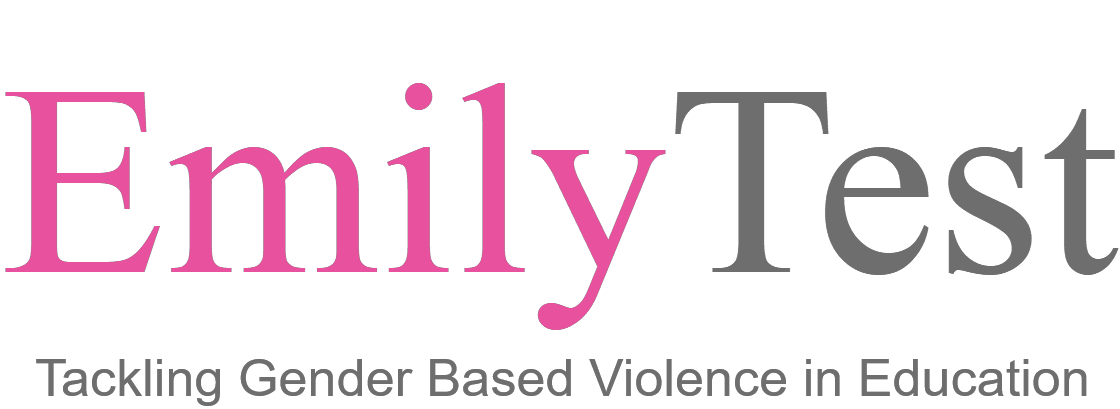 EmilyTest
Tackling Gender Based Violence in Education